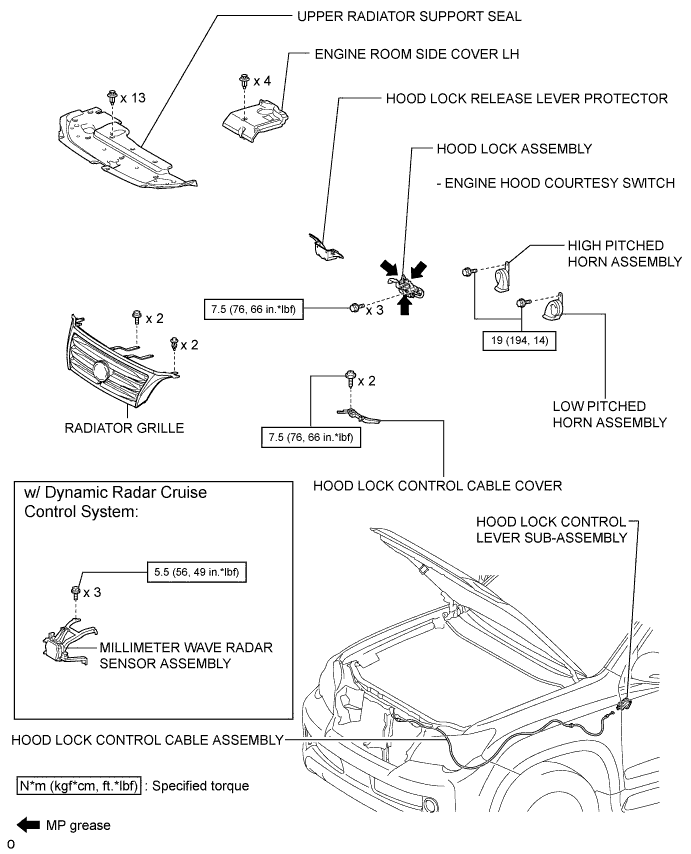 UPPER RADIATOR SUPPORT SEAL
ENGINE ROOM SIDE COVER LH
x 13
x 4
HOOD LOCK RELEASE LEVER PROTECTOR
HOOD LOCK ASSEMBLY
- ENGINE HOOD COURTESY SWITCH
HIGH PITCHED
HORN ASSEMBLY
7.5 (76, 66 in.*lbf)
x 3
x 2
x 2
19 (194, 14)
x 2
LOW PITCHED
HORN ASSEMBLY
RADIATOR GRILLE
7.5 (76, 66 in.*lbf)
HOOD LOCK CONTROL CABLE COVER
w/ Dynamic Radar Cruise
Control System:
HOOD LOCK CONTROL
LEVER SUB-ASSEMBLY
5.5 (56, 49 in.*lbf)
x 3
MILLIMETER WAVE RADAR
SENSOR ASSEMBLY
HOOD LOCK CONTROL CABLE ASSEMBLY
N*m (kgf*cm, ft.*lbf) : Specified torque
MP grease
O